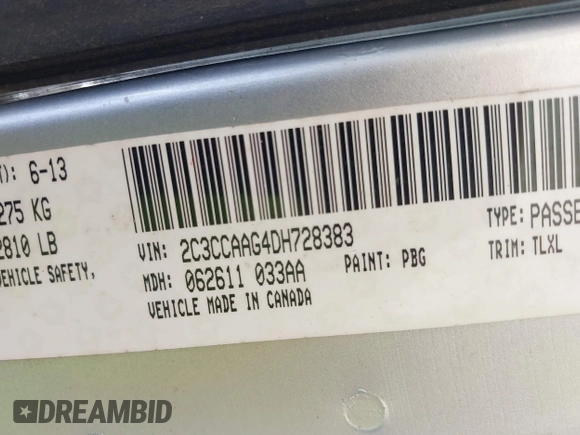 ): 6-13
275 KG
2810 LB
VEHICLE SAFETY,
VIN: 2C3CCAAG4DH728383
MDH: 062611 033AA
PAINT: PBG
VEHICLE MADE IN CANADA
TYPE: PASSE
TRIM: TLXL
DREAMBID